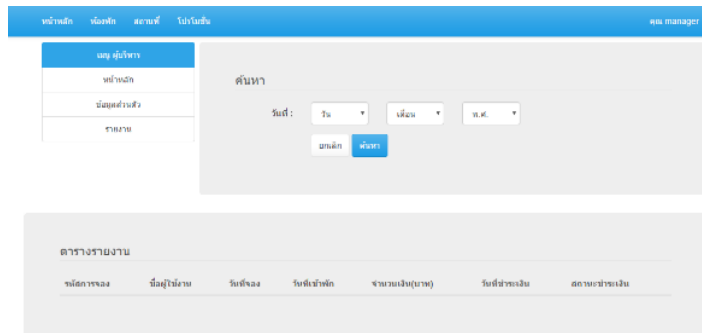 หน้าหลัก ห้องพัก สถานที่ โปรโมชั่น คุณ manager
เมนู ผู้บริหาร
หน้าหลัก
ข้อมูลส่วนตัว
รายงาน
ค้นหา
วันที่ : วัน เดือน พ.ศ.
ยกเลิก ค้นหา
ตารางรายงาน
รหัสการจอง ชื่อผู้ใช้งาน วันที่จอง วันที่เข้าพัก จำนวนเงิน(บาท) วันที่ชำระเงิน สถานะชำระเงิน